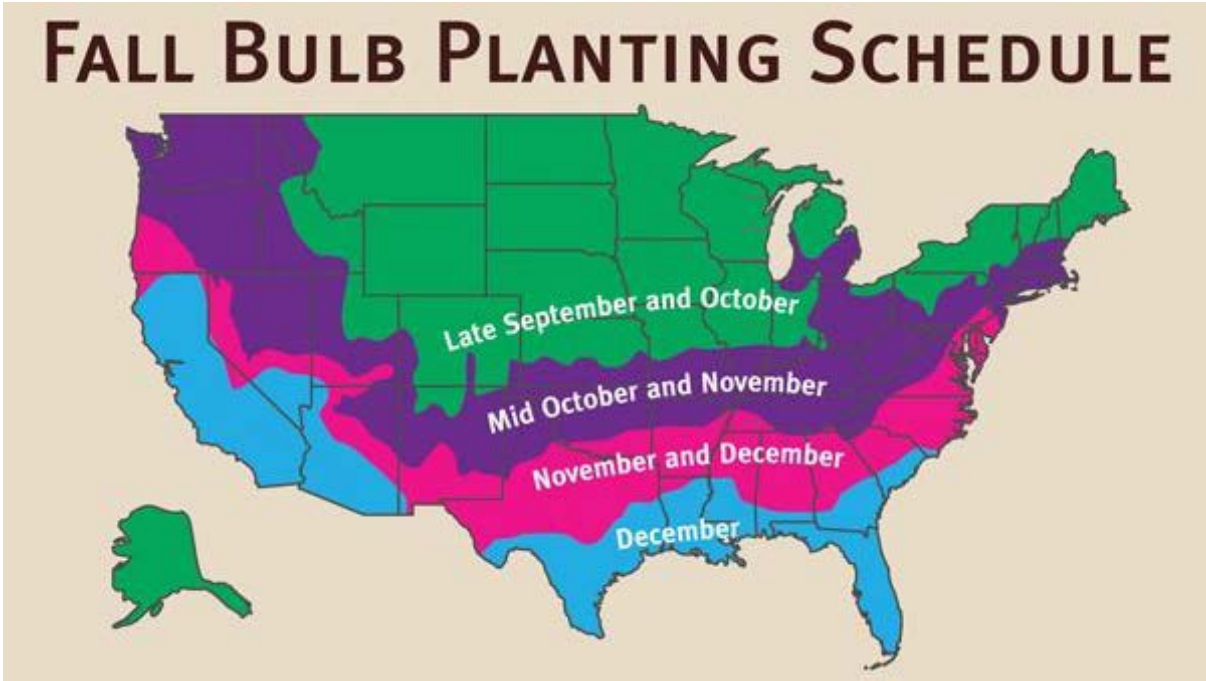 FALL BULB PLANTING SCHEDULE
Late September and October
Mid October and November
November and December
December